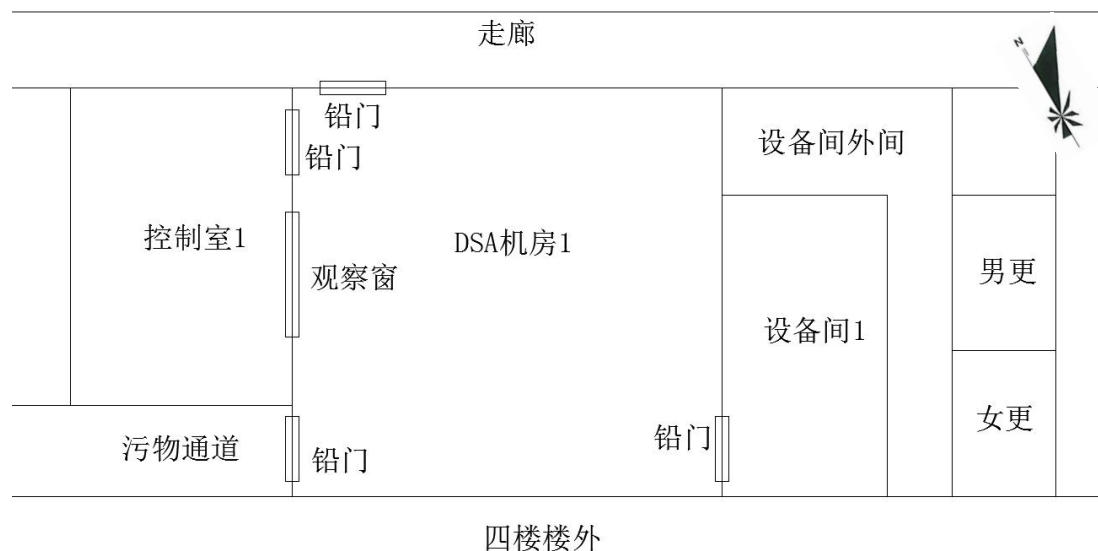 走廊
N
铅门
铅门
设备间外间
控制室1
DSA机房1
观察窗
男更
设备间1
污物通道
铅门
铅门
女更
四楼楼外